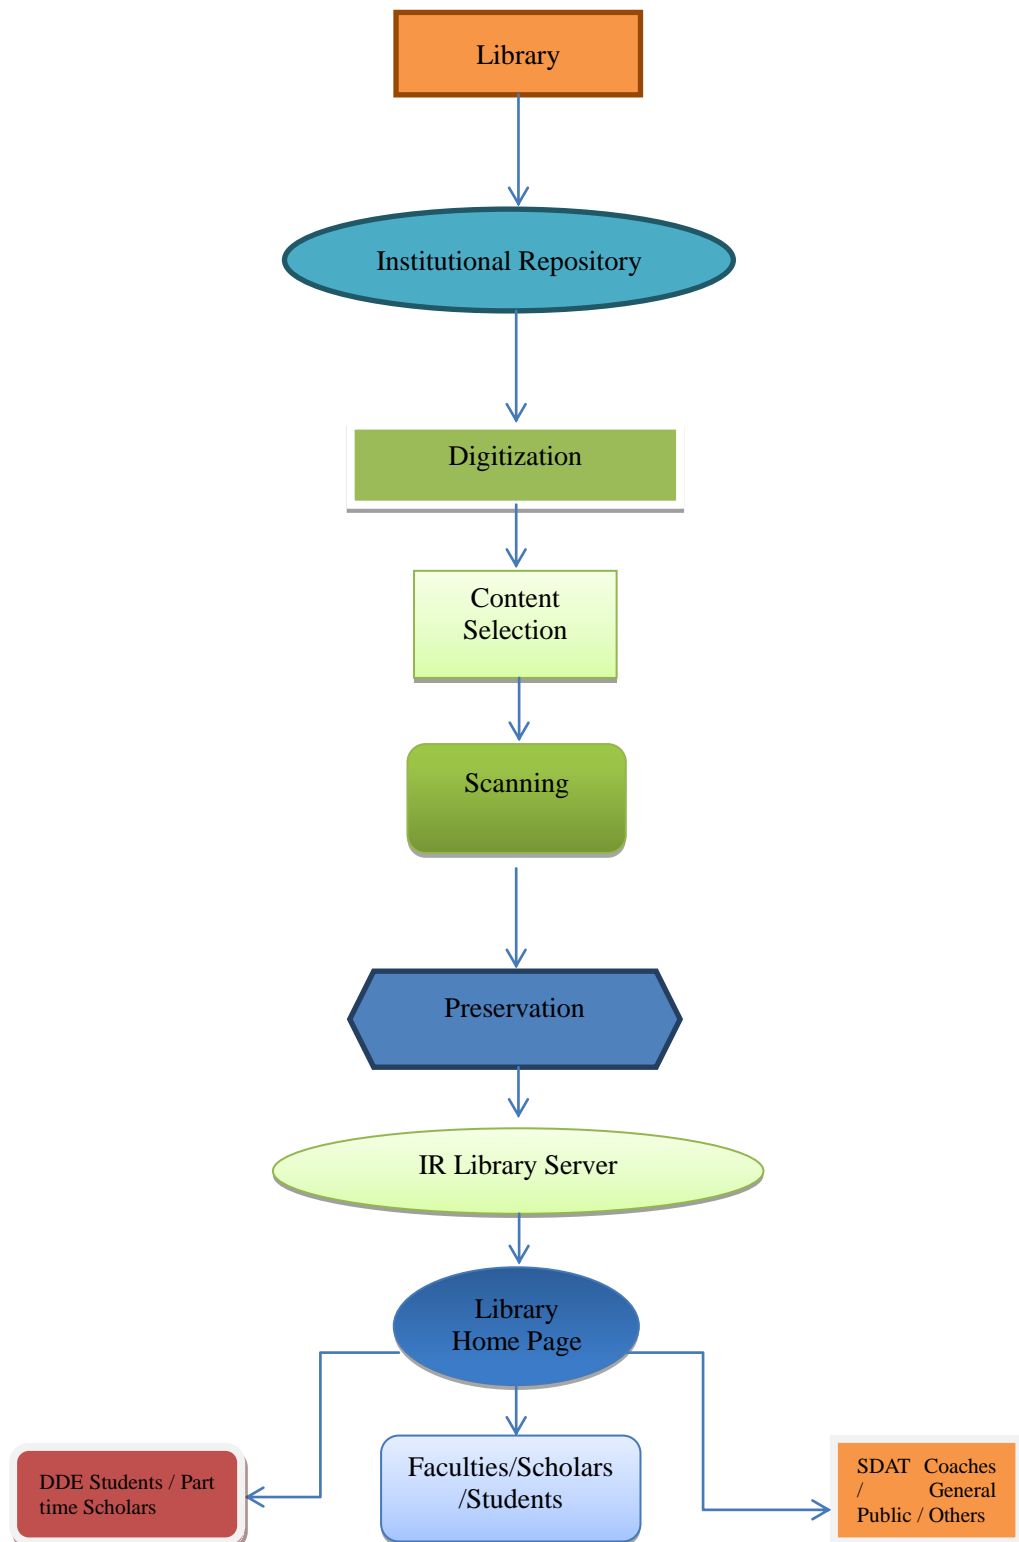 Library
Institutional Repository
Digitization
Content
Selection
Scanning
Preservation
IR Library Server
Library
Home Page
DDE Students / Part
time Scholars
Faculties/Scholars
/Students
SDAT Coaches
/ General
Public / Others